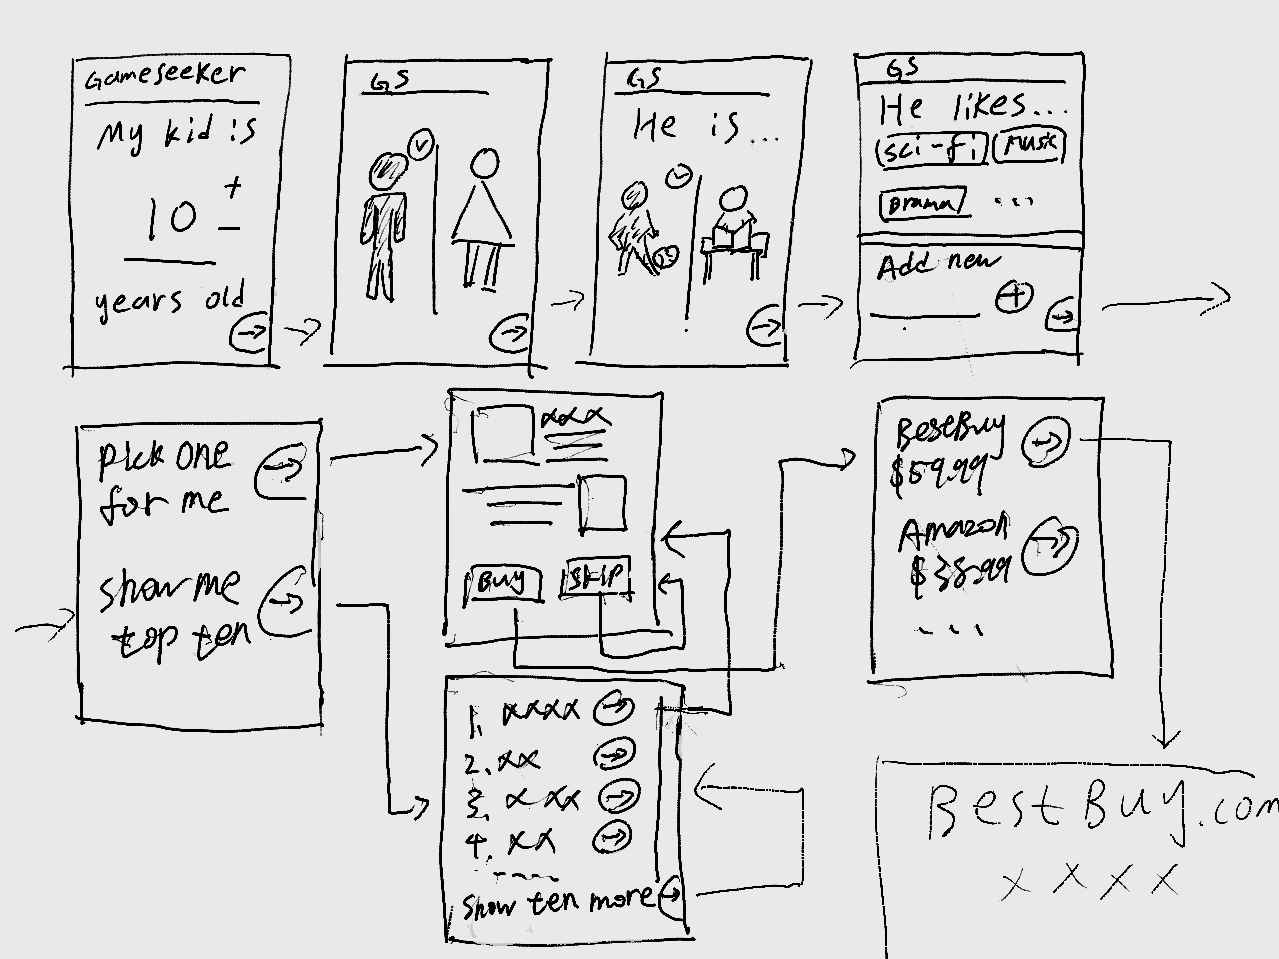 Gameseeker
My kid is
10 + -
years old
GS
GS
He is...
GS
He likes...
Sci-fi Music
Drama ...
Add new
+
pick one
for me
show me
top ten
xxx
BUY SKIP
BestBuy
$59.99
Amazon
$38.99
...
1. xxxx
2. xx
3. x xx
4. xx
show ten more
BestBuy.com
xxxx